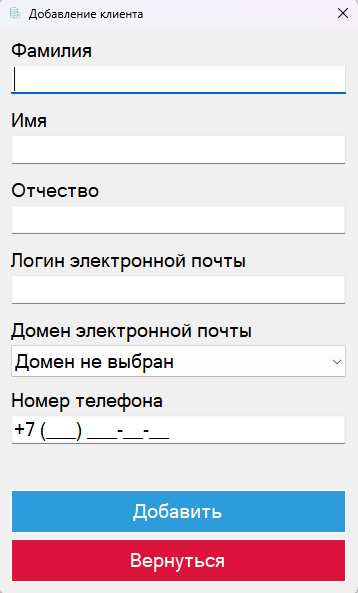 Добавление клиента
Фамилия
Имя
Отчество
Логин электронной почты
Домен электронной почты
Домен не выбран
Номер телефона
+7 (___) ___-__-__
Добавить
Вернуться